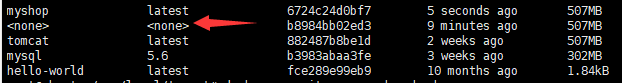 myshop latest 6724c24d0bf7 5 seconds ago 507MB
<none> <none> b8984bb02ed3 9 minutes ago 507MB
tomcat latest 882487b8be1d 2 weeks ago 507MB
mysql 5.6 b3983abaa3fe 3 weeks ago 302MB
hello-world latest fce289e99eb9 10 months ago 1.84kB